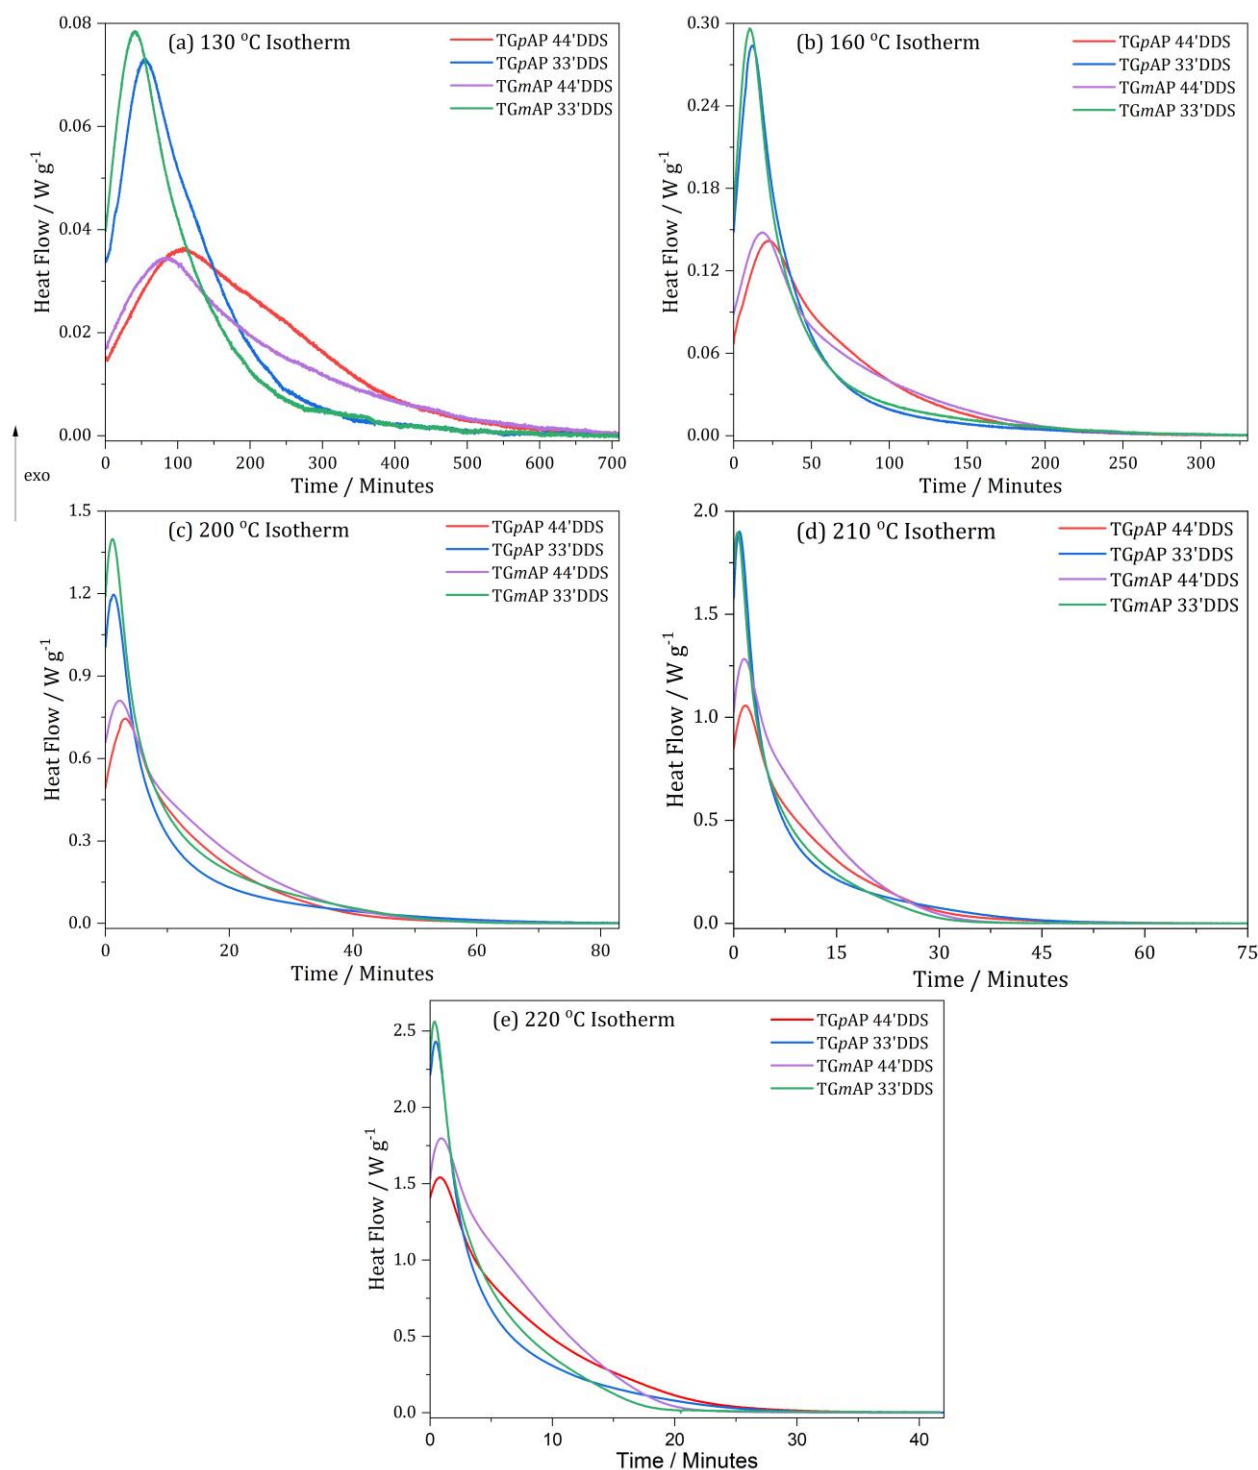 (a) 130 °C Isotherm
TGpAP 44'DDS
TGpAP 33'DDS
TGmAP 44'DDS
TGmAP 33'DDS
Heat Flow / W g-1
0.08
0.06
0.04
0.02
0.00
0 100 200 300 400 500 600 700
Time / Minutes
(b) 160 °C Isotherm
TGpAP 44'DDS
TGpAP 33'DDS
TGmAP 44'DDS
TGmAP 33'DDS
Heat Flow / W g-1
0.30
0.24
0.18
0.12
0.06
0.00
0 50 100 150 200 250 300
Time / Minutes
exo
(c) 200 °C Isotherm
TGpAP 44'DDS
TGpAP 33'DDS
TGmAP 44'DDS
TGmAP 33'DDS
Heat Flow / W g-1
1.5
1.2
0.9
0.6
0.3
0.0
0 20 40 60 80
Time / Minutes
(d) 210 °C Isotherm
TGpAP 44'DDS
TGpAP 33'DDS
TGmAP 44'DDS
TGmAP 33'DDS
Heat Flow / W g-1
2.0
1.5
1.0
0.5
0.0
0 15 30 45 60 75
Time / Minutes
(e) 220 °C Isotherm
TGpAP 44'DDS
TGpAP 33'DDS
TGmAP 44'DDS
TGmAP 33'DDS
Heat Flow / W g-1
2.5
2.0
1.5
1.0
0.5
0.0
0 10 20 30 40
Time / Minutes